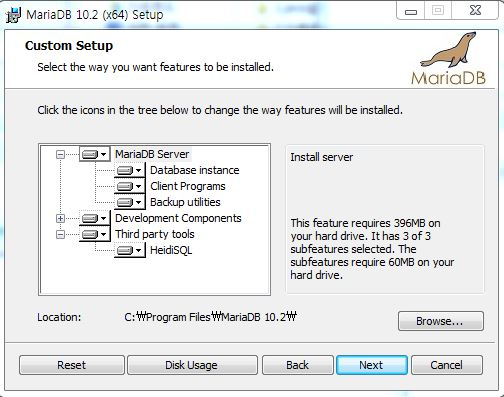 MariaDB 10.2 (x64) Setup
Custom Setup
Select the way you want features to be installed.
MariaDB
Click the icons in the tree below to change the way features will be installed.
MariaDB Server
Database instance
Client Programs
Backup utilities
Development Components
Third party tools
HeidiSQL
Install server
This feature requires 396MB on
your hard drive. It has 3 of 3
subfeatures selected. The
subfeatures require 60MB on your
hard drive.
Location: C:₩Program Files₩MariaDB 10.2₩
Browse...
Reset Disk Usage Back Next Cancel